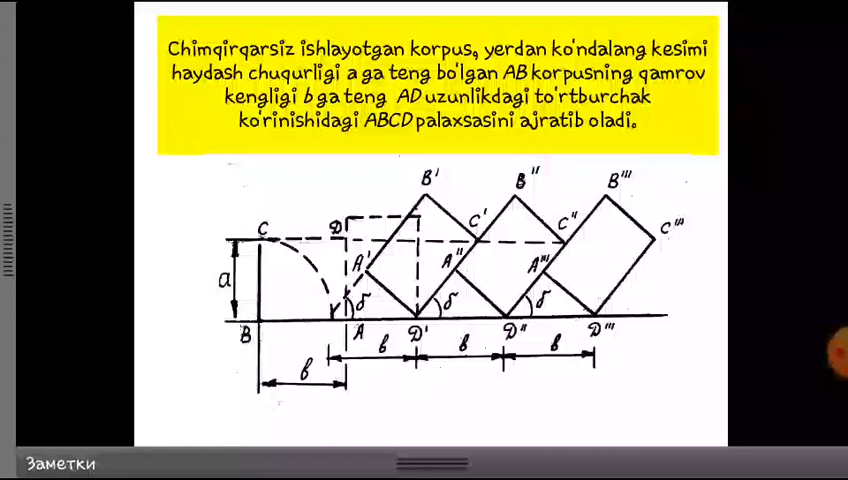 Chimqirqarsiz ishlayotgan korpus, yerdan ko'ndalang kesimi
haydash chuqurligi a ga teng bo'lgan AB korpusning qamrov
kengligi b ga teng AD uzunlikdagi to'rtburchak
ko'rinishidagi ABCD palaxsasini ajratib oladi.
B' B'' B'''
C D C' C'' C'''
A' A'' A'''
a б б б
B A D' D'' D'''
в в в
в
Заметки